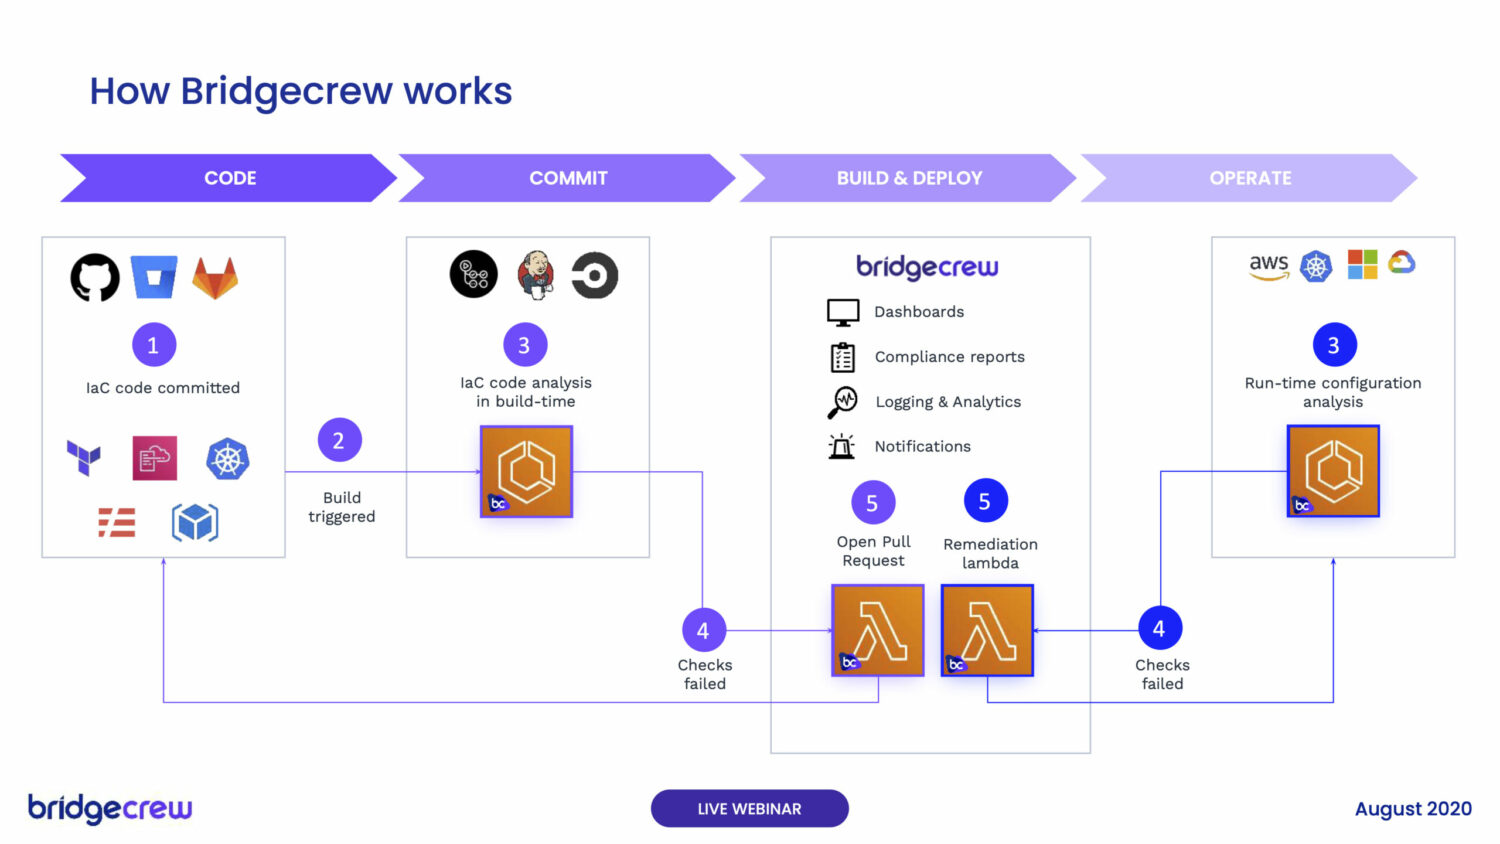 How Bridgecrew works
CODE
COMMIT
BUILD & DEPLOY
OPERATE
1
IaC code committed
2
Build
triggered
3
IaC code analysis
in build-time
bc
4
Checks
failed
bridgecrew
Dashboards
Compliance reports
Logging & Analytics
Notifications
5
Open Pull
Request
bc
5
Remediation
lambda
bc
aws
3
Run-time configuration
analysis
bc
4
Checks
failed
bridgecrew
LIVE WEBINAR
August 2020